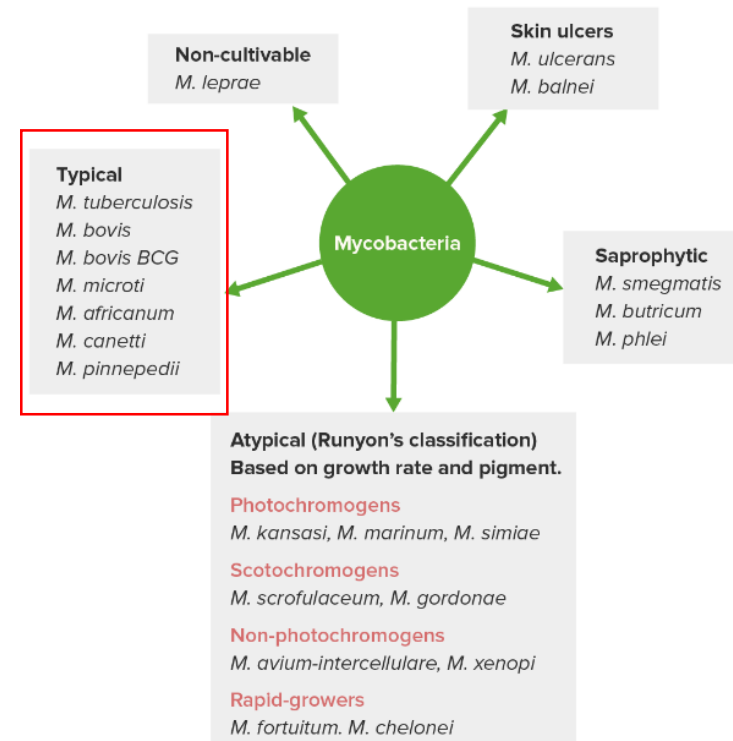 Non-cultivable
M. leprae
Skin ulcers
M. ulcerans
M. balnei
Typical
M. tuberculosis
M. bovis
M. bovis BCG
M. microti
M. africanum
M. canetti
M. pinnepedii
Mycobacteria
Saprophytic
M. smegmatis
M. butricum
M. phlei
Atypical (Runyon’s classification)
Based on growth rate and pigment.
Photochromogens
M. kansasi, M. marinum, M. simiae
Scotochromogens
M. scrofulaceum, M. gordonae
Non-photochromogens
M. avium-intercellulare, M. xenopi
Rapid-growers
M. fortuitum. M. chelonei